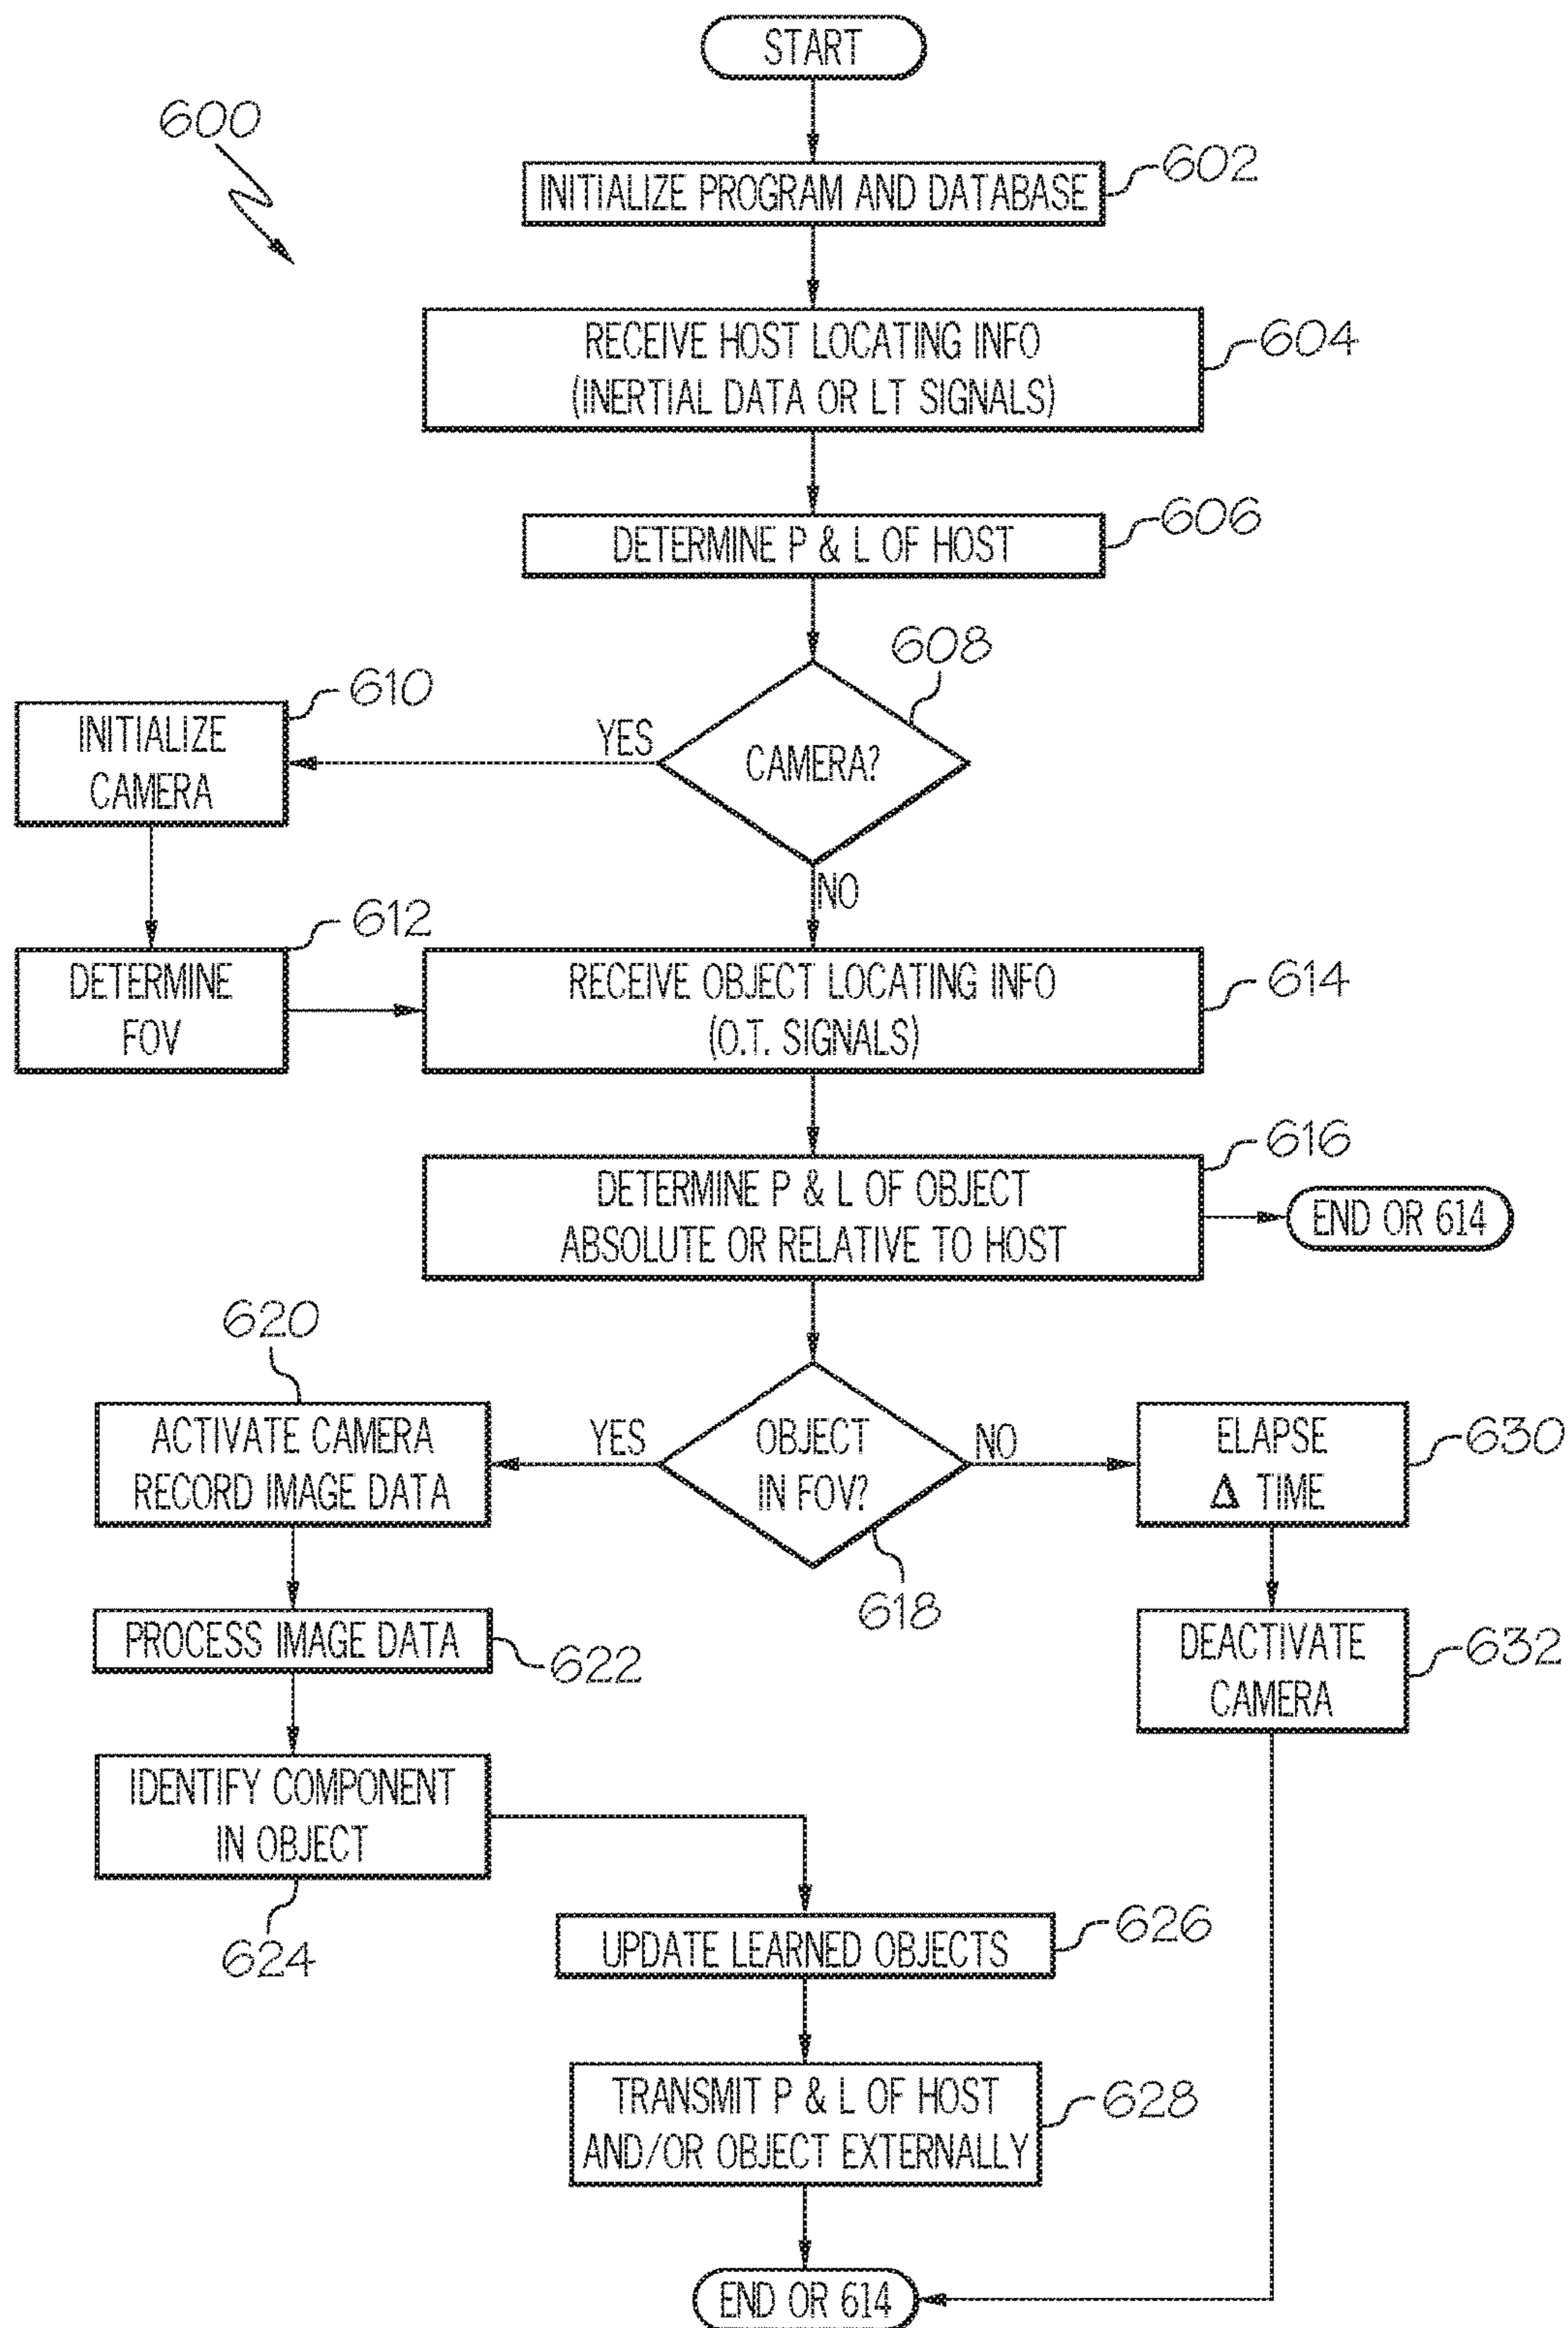 START
600
INITIALIZE PROGRAM AND DATABASE
602
RECEIVE HOST LOCATING INFO
(INERTIAL DATA OR LT SIGNALS)
604
DETERMINE P & L OF HOST
606
608
CAMERA?
YES
NO
610
INITIALIZE
CAMERA
612
DETERMINE
FOV
RECEIVE OBJECT LOCATING INFO
(O.T. SIGNALS)
614
DETERMINE P & L OF OBJECT
ABSOLUTE OR RELATIVE TO HOST
616
END OR 614
620
ACTIVATE CAMERA
RECORD IMAGE DATA
YES
OBJECT
IN FOV?
NO
618
ELAPSE
Δ TIME
630
PROCESS IMAGE DATA
622
DEACTIVATE
CAMERA
632
IDENTIFY COMPONENT
IN OBJECT
624
UPDATE LEARNED OBJECTS
626
TRANSMIT P & L OF HOST
AND/OR OBJECT EXTERNALLY
628
END OR 614